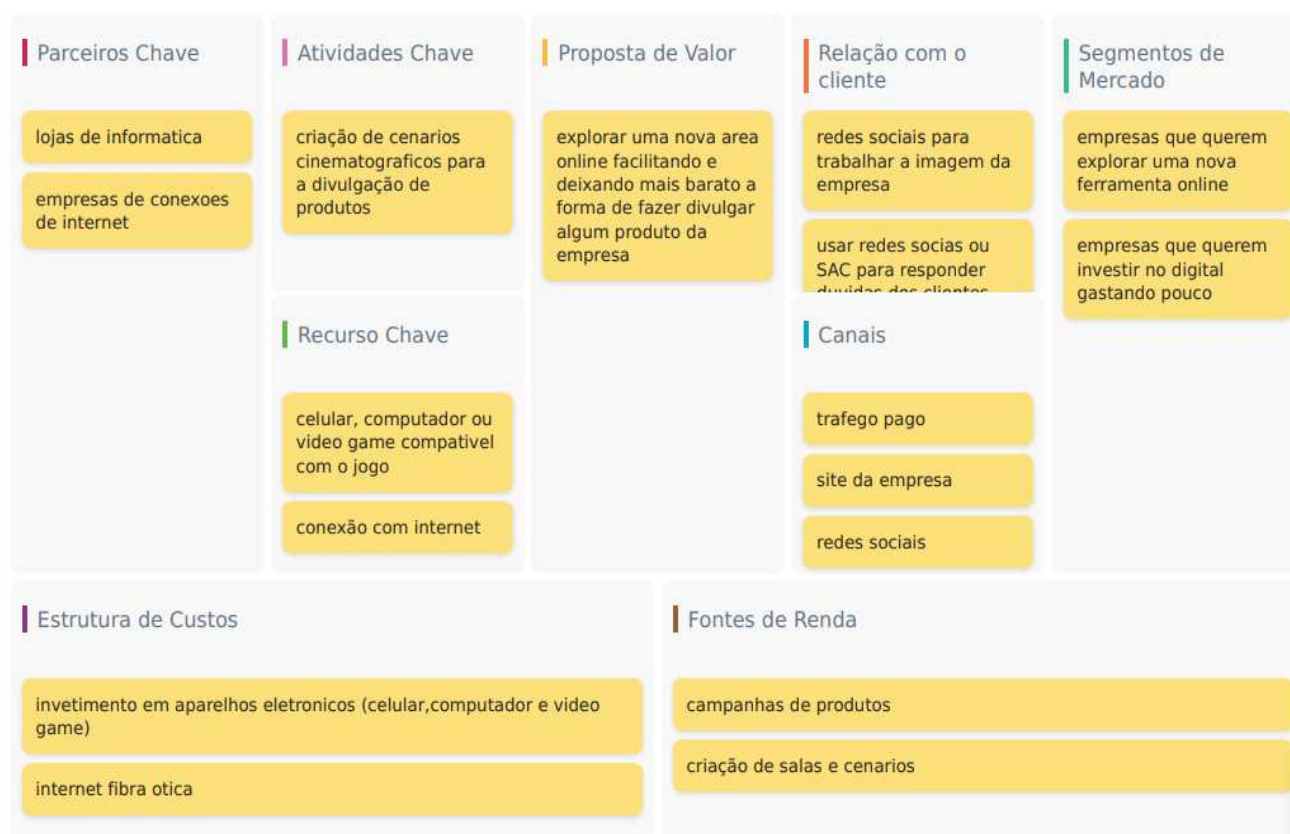 Parceiros Chave
lojas de informatica
empresas de conexoes
de internet
Atividades Chave
criação de cenarios
cinematograficos para
a divulgação de
produtos
Recurso Chave
celular, computador ou
video game compativel
com o jogo
conexão com internet
Proposta de Valor
explorar uma nova area
online facilitando e
deixando mais barato a
forma de fazer divulgar
algum produto da
empresa
Relação com o
cliente
redes sociais para
trabalhar a imagem da
empresa
usar redes socias ou
SAC para responder
duvidas dos clientes
Canais
trafego pago
site da empresa
redes sociais
Segmentos de
Mercado
empresas que querem
explorar uma nova
ferramenta online
empresas que querem
investir no digital
gastando pouco
Estrutura de Custos
invetimento em aparelhos eletronicos (celular,computador e video
game)
internet fibra otica
Fontes de Renda
campanhas de produtos
criação de salas e cenarios